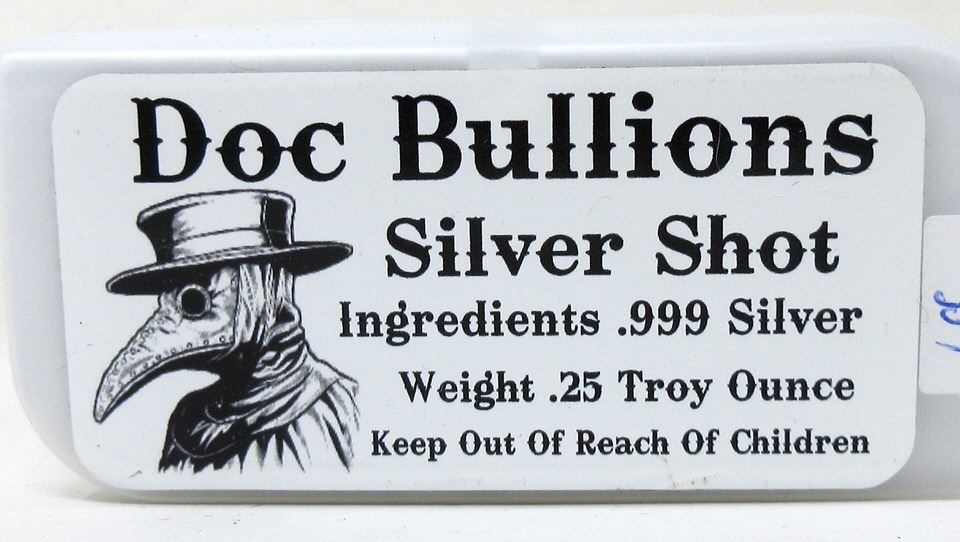 Doc Bullions
Silver Shot
Ingredients .999 Silver
Weight .25 Troy Ounce
Keep Out Of Reach Of Children